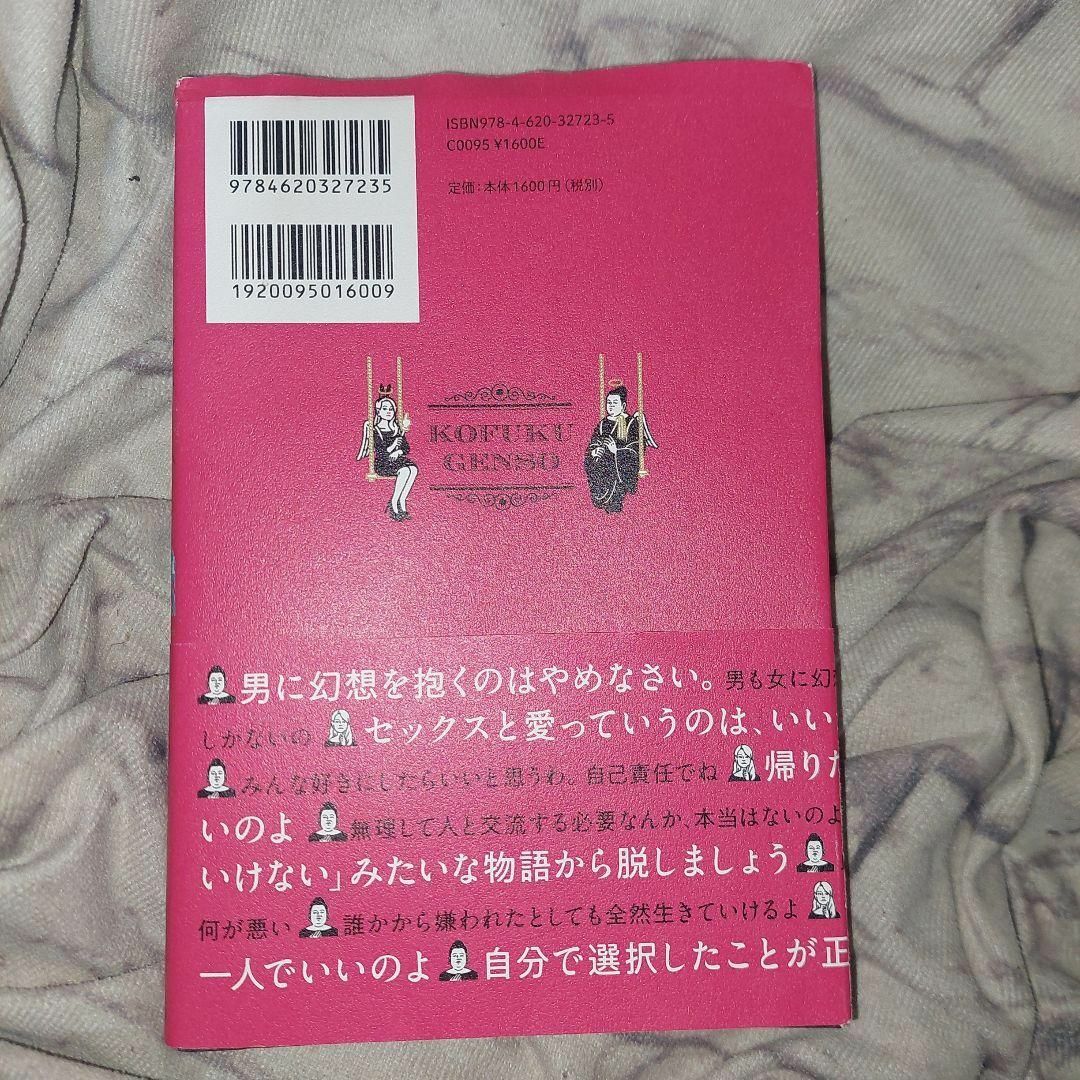 9784620327235
1920095016009
ISBN978-4-620-32723-5
C0095 ¥1600E
定価：本体1600円（税別）
KOFUKU
GENSO
男に幻想を抱くのはやめなさい。男も女に幻
しかないの セックスと愛っていうのは、いい
みんな好きにしたらいいと思うわ。自己責任でね 帰りた
いのよ 無理して人と交流する必要なんか、本当はないのよ
いけない」みたいな物語から脱しましょう
何が悪い 誰かから嫌われたとしても全然生きていけるよ
一人でいいのよ 自分で選択したことが正